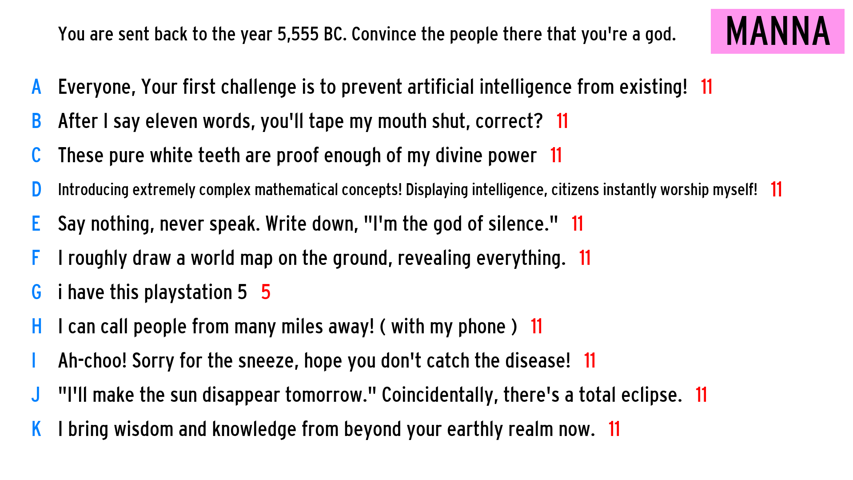 You are sent back to the year 5,555 BC. Convince the people there that you're a god.
MANNA
A Everyone, Your first challenge is to prevent artificial intelligence from existing! 11
B After I say eleven words, you'll tape my mouth shut, correct? 11
C These pure white teeth are proof enough of my divine power 11
D Introducing extremely complex mathematical concepts! Displaying intelligence, citizens instantly worship myself! 11
E Say nothing, never speak. Write down, "I'm the god of silence." 11
F I roughly draw a world map on the ground, revealing everything. 11
G i have this playstation 5 5
H I can call people from many miles away! ( with my phone ) 11
I Ah-choo! Sorry for the sneeze, hope you don't catch the disease! 11
J "I'll make the sun disappear tomorrow." Coincidentally, there's a total eclipse. 11
K I bring wisdom and knowledge from beyond your earthly realm now. 11